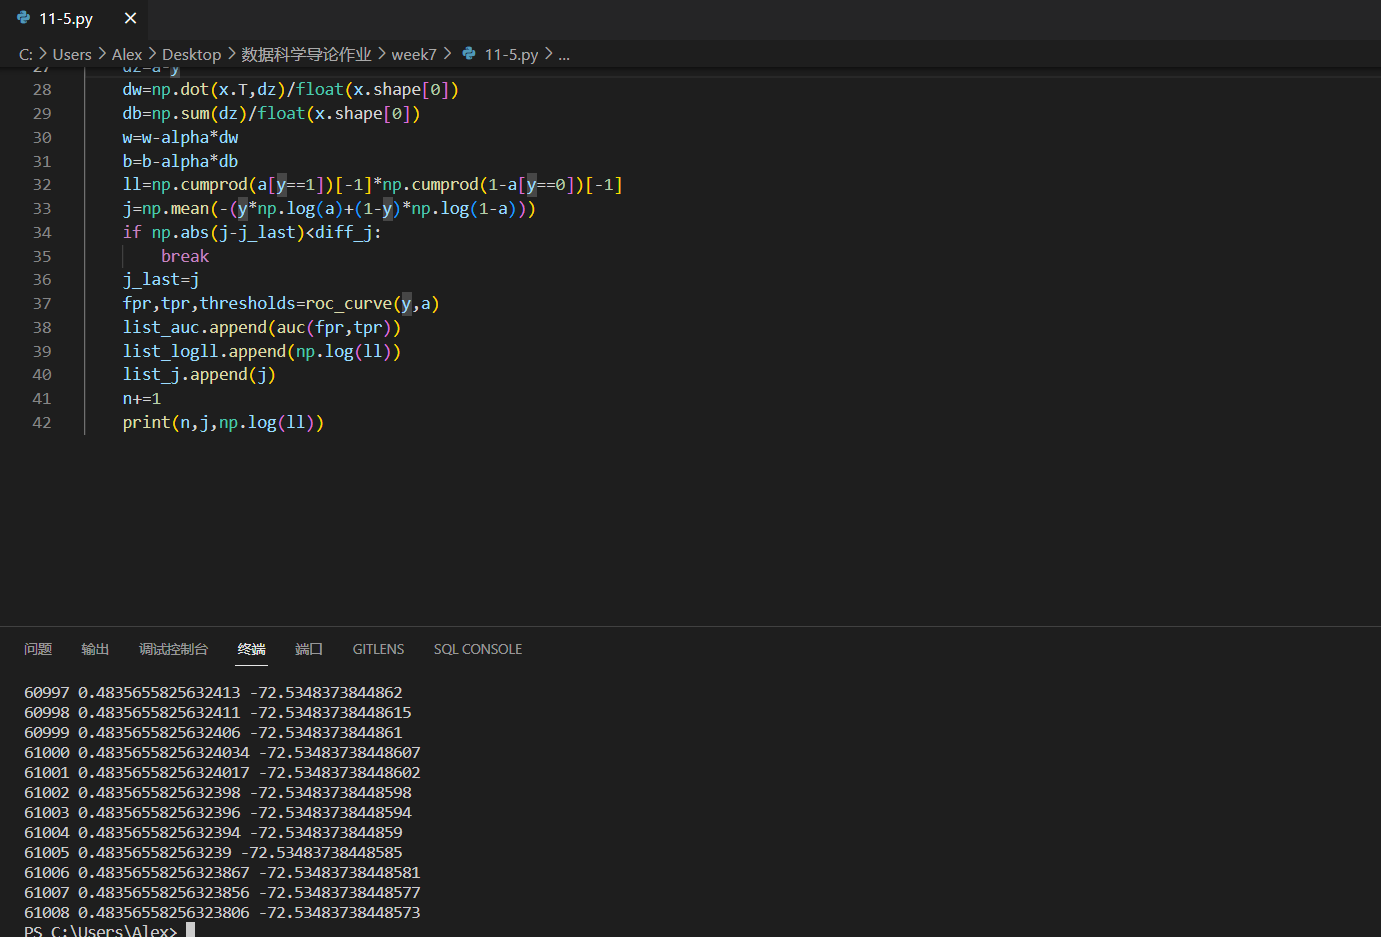 11-5.py ×
C: > Users > Alex > Desktop > 数据科学导论作业 > week7 > 11-5.py > ...
27 dz=a-y
28 dw=np.dot(x.T,dz)/float(x.shape[0])
29 db=np.sum(dz)/float(x.shape[0])
30 w=w-alpha*dw
31 b=b-alpha*db
32 ll=np.cumprod(a[y==1])[-1]*np.cumprod(1-a[y==0])[-1]
33 j=np.mean(-(y*np.log(a)+(1-y)*np.log(1-a)))
34 if np.abs(j-j_last)<diff_j:
35 break
36 j_last=j
37 fpr,tpr,thresholds=roc_curve(y,a)
38 list_auc.append(auc(fpr,tpr))
39 list_logll.append(np.log(ll))
40 list_j.append(j)
41 n+=1
42 print(n,j,np.log(ll))
问题 输出 调试控制台 终端 端口 GITLENS SQL CONSOLE
60997 0.4835655825632413 -72.5348373844862
60998 0.4835655825632411 -72.53483738448615
60999 0.4835655825632406 -72.5348373844861
61000 0.48356558256324034 -72.53483738448607
61001 0.48356558256324017 -72.53483738448602
61002 0.4835655825632398 -72.53483738448598
61003 0.4835655825632396 -72.53483738448594
61004 0.4835655825632394 -72.5348373844859
61005 0.483565582563239 -72.53483738448585
61006 0.48356558256323867 -72.53483738448581
61007 0.48356558256323856 -72.53483738448577
61008 0.48356558256323806 -72.53483738448573
PS C:\Users\Alex>